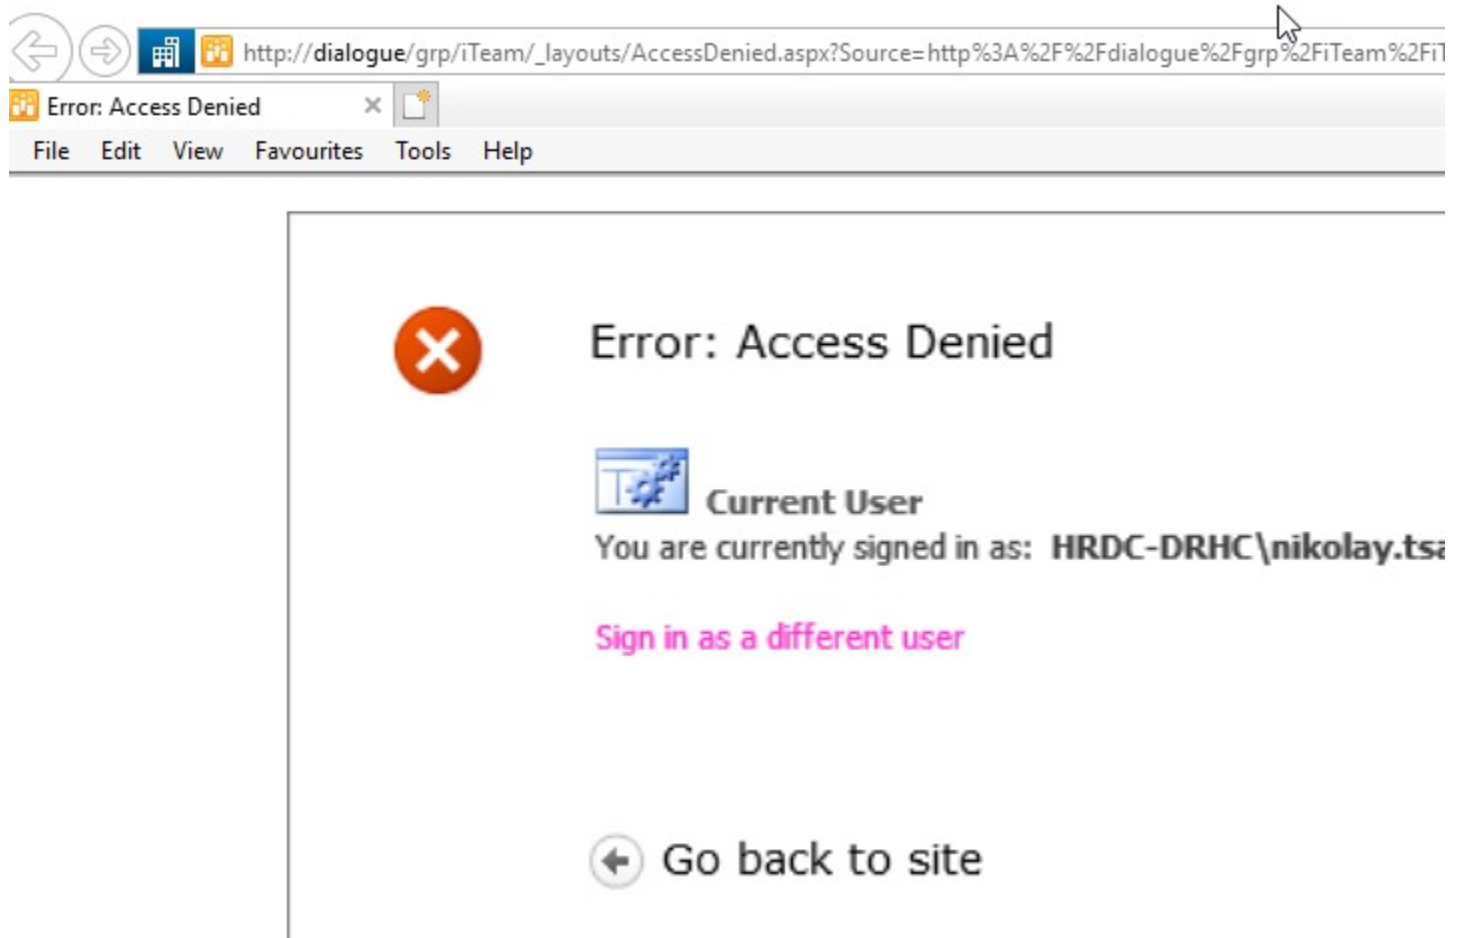 http://dialogue/grp/iTeam/_layouts/AccessDenied.aspx?Source=http%3A%2F%2Fdialogue%2Fgrp%2FiTeam%2Fi
Error: Access Denied
File Edit View Favourites Tools Help
Error: Access Denied
Current User
You are currently signed in as: HRDC-DRHC\nikolay.tsa
Sign in as a different user
Go back to site